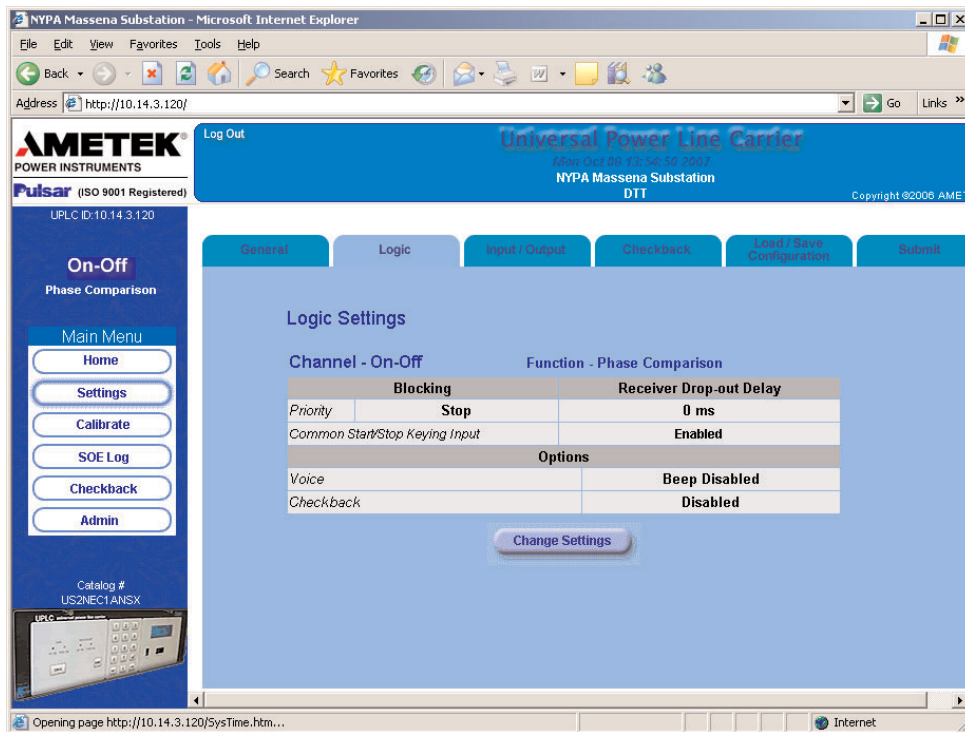 NYPA Massena Substation - Microsoft Internet Explorer
File Edit View Favorites Tools Help
Back Search Favorites
Address http://10.14.3.120/ Go Links »
AMETEK®
POWER INSTRUMENTS
Pulsar (ISO 9001 Registered)
Log Out
Universal Power Line Carrier
Mon Oct 08 13:54:50 2007
NYPA Massena Substation
DTT
Copyright ©2006 AME
UPLC ID:10.14.3.120
On-Off
Phase Comparison
Main Menu
Home
Settings
Calibrate
SOE Log
Checkback
Admin
Catalog #
US2NEC1ANSX
UPLC
General Logic Input / Output Checkback Load / Save Configuration Submit
Logic Settings
Channel - On-Off Function - Phase Comparison
Blocking Receiver Drop-out Delay
Priority Stop 0 ms
Common Start/Stop Keying Input Enabled
Options
Voice Beep Disabled
Checkback Disabled
Change Settings
Opening page http://10.14.3.120/SysTime.htm... Internet